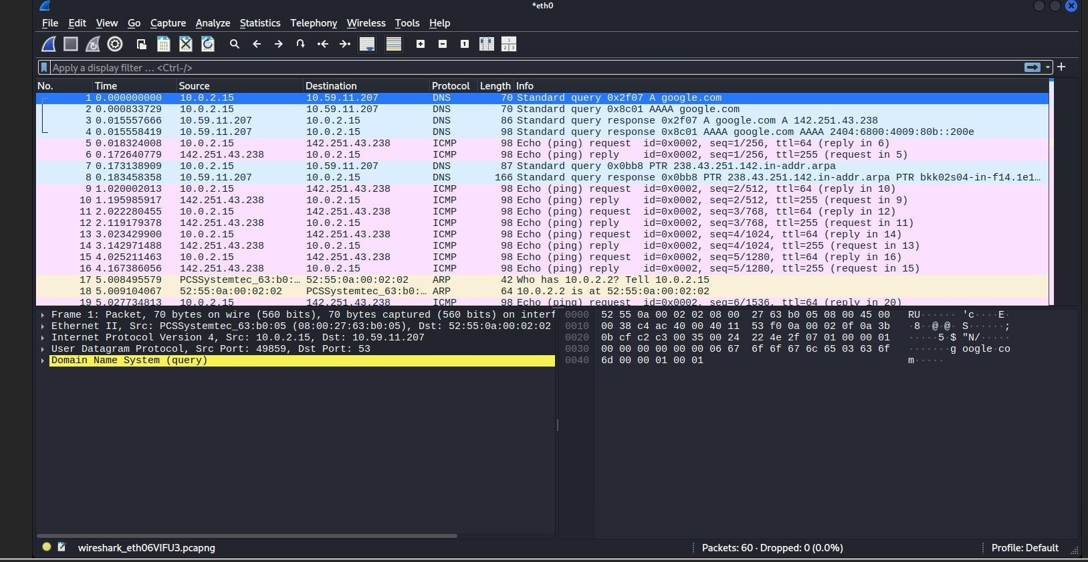 *eth0
File Edit View Go Capture Analyze Statistics Telephony Wireless Tools Help
Apply a display filter … <Ctrl-/>
No. Time Source Destination Protocol Length Info
1 0.000000000 10.0.2.15 10.59.11.207 DNS 70 Standard query 0x2f07 A google.com
2 0.000833729 10.0.2.15 10.59.11.207 DNS 70 Standard query 0x8c01 AAAA google.com
3 0.015557666 10.59.11.207 10.0.2.15 DNS 86 Standard query response 0x2f07 A google.com A 142.251.43.238
4 0.015558419 10.59.11.207 10.0.2.15 DNS 98 Standard query response 0x8c01 AAAA google.com AAAA 2404:6800:4009:80b::200e
5 0.018324008 10.0.2.15 142.251.43.238 ICMP 98 Echo (ping) request id=0x0002, seq=1/256, ttl=64 (reply in 6)
6 0.172640779 142.251.43.238 10.0.2.15 ICMP 98 Echo (ping) reply id=0x0002, seq=1/256, ttl=255 (request in 5)
7 0.173138909 10.0.2.15 10.59.11.207 DNS 87 Standard query 0x0bb8 PTR 238.43.251.142.in-addr.arpa
8 0.183458358 10.59.11.207 10.0.2.15 DNS 166 Standard query response 0x0bb8 PTR 238.43.251.142.in-addr.arpa PTR bkk02s04-in-f14.1e1…
9 1.020002013 10.0.2.15 142.251.43.238 ICMP 98 Echo (ping) request id=0x0002, seq=2/512, ttl=64 (reply in 10)
10 1.195985917 142.251.43.238 10.0.2.15 ICMP 98 Echo (ping) reply id=0x0002, seq=2/512, ttl=255 (request in 9)
11 2.022280455 10.0.2.15 142.251.43.238 ICMP 98 Echo (ping) request id=0x0002, seq=3/768, ttl=64 (reply in 12)
12 2.119179378 142.251.43.238 10.0.2.15 ICMP 98 Echo (ping) reply id=0x0002, seq=3/768, ttl=255 (request in 11)
13 3.023429900 10.0.2.15 142.251.43.238 ICMP 98 Echo (ping) request id=0x0002, seq=4/1024, ttl=64 (reply in 14)
14 3.142971488 142.251.43.238 10.0.2.15 ICMP 98 Echo (ping) reply id=0x0002, seq=4/1024, ttl=255 (request in 13)
15 4.025211463 10.0.2.15 142.251.43.238 ICMP 98 Echo (ping) request id=0x0002, seq=5/1280, ttl=64 (reply in 16)
16 4.167386056 142.251.43.238 10.0.2.15 ICMP 98 Echo (ping) reply id=0x0002, seq=5/1280, ttl=255 (request in 15)
17 5.008495579 PCSSystemtec_63:b0:… 52:55:0a:00:02:02 ARP 42 Who has 10.0.2.2? Tell 10.0.2.15
18 5.009104067 52:55:0a:00:02:02 PCSSystemtec_63:b0:… ARP 64 10.0.2.2 is at 52:55:0a:00:02:02
19 5.027734813 10.0.2.15 142.251.43.238 ICMP 98 Echo (ping) request id=0x0002, seq=6/1536, ttl=64 (reply in 20)
Frame 1: Packet, 70 bytes on wire (560 bits), 70 bytes captured (560 bits) on interf
Ethernet II, Src: PCSSystemtec_63:b0:05 (08:00:27:63:b0:05), Dst: 52:55:0a:00:02:02
Internet Protocol Version 4, Src: 10.0.2.15, Dst: 10.59.11.207
User Datagram Protocol, Src Port: 49859, Dst Port: 53
Domain Name System (query)
0000 52 55 0a 00 02 02 08 00 27 63 b0 05 08 00 45 00 RU······ 'c····E·
0010 00 38 c4 ac 40 00 40 11 53 f0 0a 00 02 0f 0a 3b ·8··@·@· S······;
0020 0b cf c2 c3 00 35 00 24 22 4e 2f 07 01 00 00 01 ·····5·$ "N/·····
0030 00 00 00 00 00 00 06 67 6f 6f 67 6c 65 03 63 6f ·······g oogle·co
0040 6d 00 00 01 00 01 m·····
wireshark_eth06VIFU3.pcapng
Packets: 60 · Dropped: 0 (0.0%)
Profile: Default